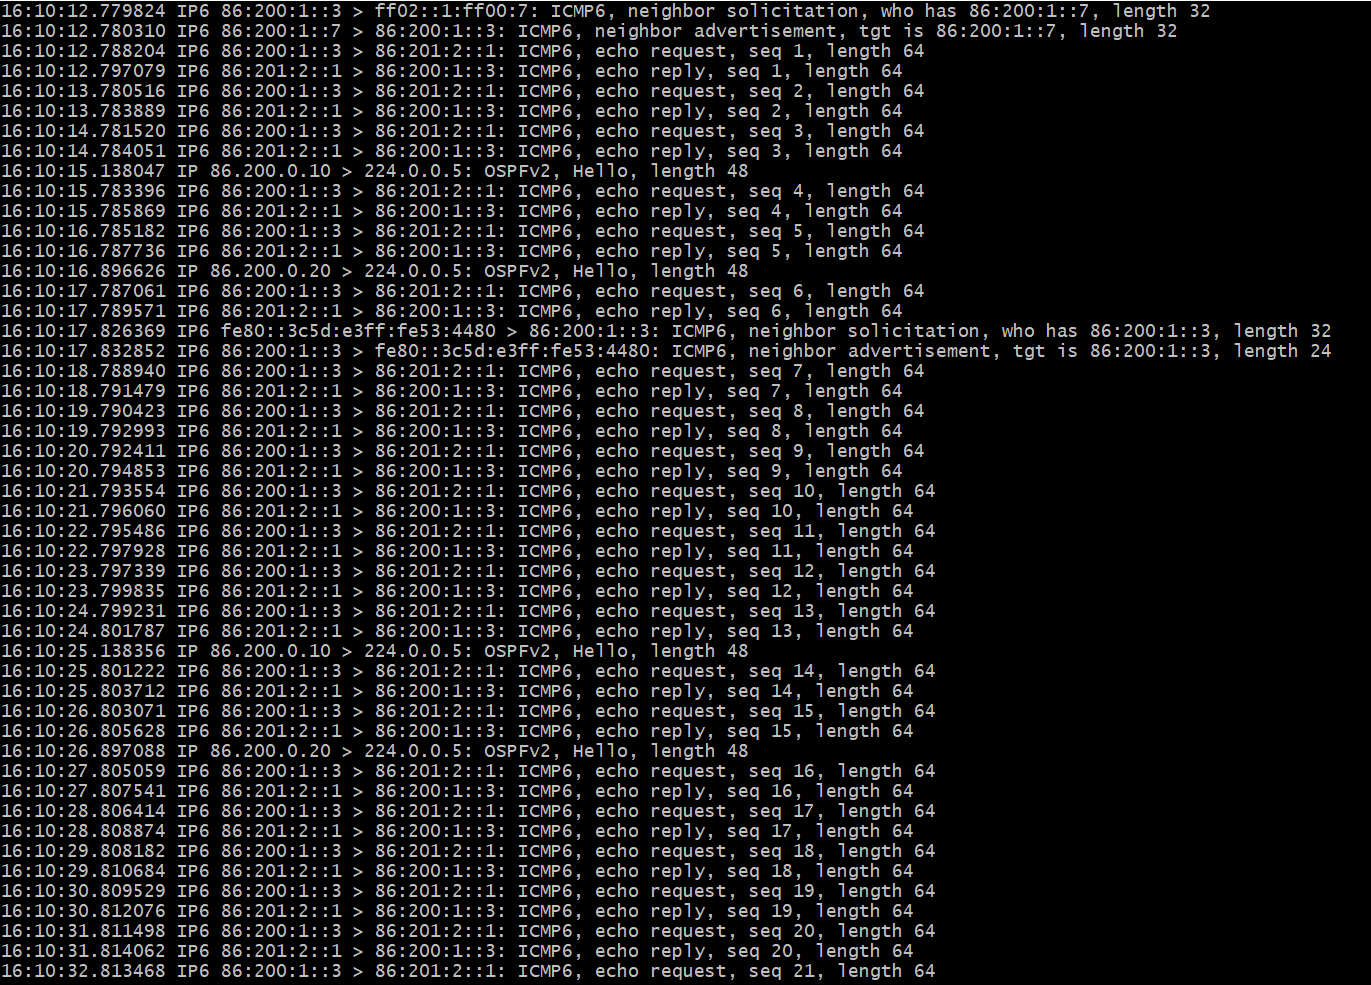 16:10:12.779824 IP6 86:200:1::3 > ff02::1:ff00:7: ICMP6, neighbor solicitation, who has 86:200:1::7, length 32
16:10:12.780310 IP6 86:200:1::7 > 86:200:1::3: ICMP6, neighbor advertisement, tgt is 86:200:1::7, length 32
16:10:12.788204 IP6 86:200:1::3 > 86:201:2::1: ICMP6, echo request, seq 1, length 64
16:10:12.797079 IP6 86:201:2::1 > 86:200:1::3: ICMP6, echo reply, seq 1, length 64
16:10:13.780516 IP6 86:200:1::3 > 86:201:2::1: ICMP6, echo request, seq 2, length 64
16:10:13.783889 IP6 86:201:2::1 > 86:200:1::3: ICMP6, echo reply, seq 2, length 64
16:10:14.781520 IP6 86:200:1::3 > 86:201:2::1: ICMP6, echo request, seq 3, length 64
16:10:14.784051 IP6 86:201:2::1 > 86:200:1::3: ICMP6, echo reply, seq 3, length 64
16:10:15.138047 IP 86.200.0.10 > 224.0.0.5: OSPFv2, Hello, length 48
16:10:15.783396 IP6 86:200:1::3 > 86:201:2::1: ICMP6, echo request, seq 4, length 64
16:10:15.785869 IP6 86:201:2::1 > 86:200:1::3: ICMP6, echo reply, seq 4, length 64
16:10:16.785182 IP6 86:200:1::3 > 86:201:2::1: ICMP6, echo request, seq 5, length 64
16:10:16.787736 IP6 86:201:2::1 > 86:200:1::3: ICMP6, echo reply, seq 5, length 64
16:10:16.896626 IP 86.200.0.20 > 224.0.0.5: OSPFv2, Hello, length 48
16:10:17.787061 IP6 86:200:1::3 > 86:201:2::1: ICMP6, echo request, seq 6, length 64
16:10:17.789571 IP6 86:201:2::1 > 86:200:1::3: ICMP6, echo reply, seq 6, length 64
16:10:17.826369 IP6 fe80::3c5d:e3ff:fe53:4480 > 86:200:1::3: ICMP6, neighbor solicitation, who has 86:200:1::3, length 32
16:10:17.832852 IP6 86:200:1::3 > fe80::3c5d:e3ff:fe53:4480: ICMP6, neighbor advertisement, tgt is 86:200:1::3, length 24
16:10:18.788940 IP6 86:200:1::3 > 86:201:2::1: ICMP6, echo request, seq 7, length 64
16:10:18.791479 IP6 86:201:2::1 > 86:200:1::3: ICMP6, echo reply, seq 7, length 64
16:10:19.790423 IP6 86:200:1::3 > 86:201:2::1: ICMP6, echo request, seq 8, length 64
16:10:19.792993 IP6 86:201:2::1 > 86:200:1::3: ICMP6, echo reply, seq 8, length 64
16:10:20.792411 IP6 86:200:1::3 > 86:201:2::1: ICMP6, echo request, seq 9, length 64
16:10:20.794853 IP6 86:201:2::1 > 86:200:1::3: ICMP6, echo reply, seq 9, length 64
16:10:21.793554 IP6 86:200:1::3 > 86:201:2::1: ICMP6, echo request, seq 10, length 64
16:10:21.796060 IP6 86:201:2::1 > 86:200:1::3: ICMP6, echo reply, seq 10, length 64
16:10:22.795486 IP6 86:200:1::3 > 86:201:2::1: ICMP6, echo request, seq 11, length 64
16:10:22.797928 IP6 86:201:2::1 > 86:200:1::3: ICMP6, echo reply, seq 11, length 64
16:10:23.797339 IP6 86:200:1::3 > 86:201:2::1: ICMP6, echo request, seq 12, length 64
16:10:23.799835 IP6 86:201:2::1 > 86:200:1::3: ICMP6, echo reply, seq 12, length 64
16:10:24.799231 IP6 86:200:1::3 > 86:201:2::1: ICMP6, echo request, seq 13, length 64
16:10:24.801787 IP6 86:201:2::1 > 86:200:1::3: ICMP6, echo reply, seq 13, length 64
16:10:25.138356 IP 86.200.0.10 > 224.0.0.5: OSPFv2, Hello, length 48
16:10:25.801222 IP6 86:200:1::3 > 86:201:2::1: ICMP6, echo request, seq 14, length 64
16:10:25.803712 IP6 86:201:2::1 > 86:200:1::3: ICMP6, echo reply, seq 14, length 64
16:10:26.803071 IP6 86:200:1::3 > 86:201:2::1: ICMP6, echo request, seq 15, length 64
16:10:26.805628 IP6 86:201:2::1 > 86:200:1::3: ICMP6, echo reply, seq 15, length 64
16:10:26.897088 IP 86.200.0.20 > 224.0.0.5: OSPFv2, Hello, length 48
16:10:27.805059 IP6 86:200:1::3 > 86:201:2::1: ICMP6, echo request, seq 16, length 64
16:10:27.807541 IP6 86:201:2::1 > 86:200:1::3: ICMP6, echo reply, seq 16, length 64
16:10:28.806414 IP6 86:200:1::3 > 86:201:2::1: ICMP6, echo request, seq 17, length 64
16:10:28.808874 IP6 86:201:2::1 > 86:200:1::3: ICMP6, echo reply, seq 17, length 64
16:10:29.808182 IP6 86:200:1::3 > 86:201:2::1: ICMP6, echo request, seq 18, length 64
16:10:29.810684 IP6 86:201:2::1 > 86:200:1::3: ICMP6, echo reply, seq 18, length 64
16:10:30.809529 IP6 86:200:1::3 > 86:201:2::1: ICMP6, echo request, seq 19, length 64
16:10:30.812076 IP6 86:201:2::1 > 86:200:1::3: ICMP6, echo reply, seq 19, length 64
16:10:31.811498 IP6 86:200:1::3 > 86:201:2::1: ICMP6, echo request, seq 20, length 64
16:10:31.814062 IP6 86:201:2::1 > 86:200:1::3: ICMP6, echo reply, seq 20, length 64
16:10:32.813468 IP6 86:200:1::3 > 86:201:2::1: ICMP6, echo request, seq 21, length 64